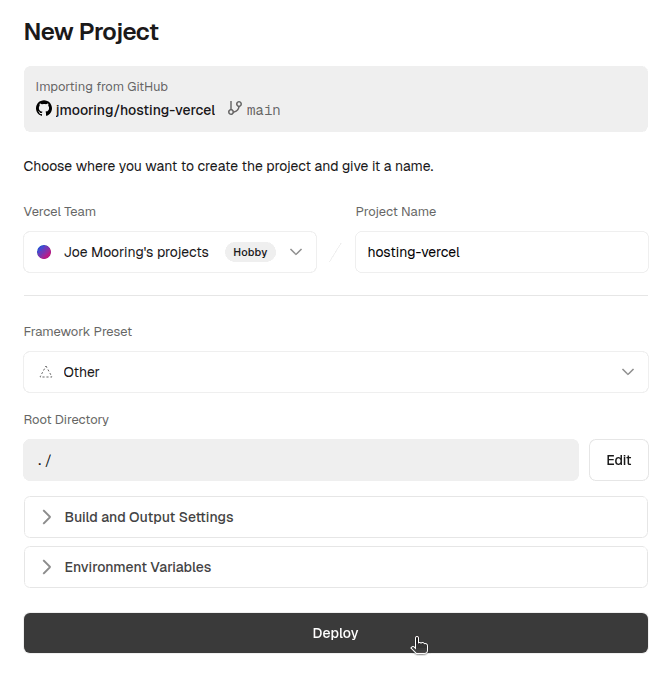 New Project
Importing from GitHub
jmooring/hosting-vercel main
Choose where you want to create the project and give it a name.
Vercel Team Project Name
Joe Mooring's projects Hobby hosting-vercel
Framework Preset
Other
Root Directory
./ Edit
Build and Output Settings
Environment Variables
Deploy